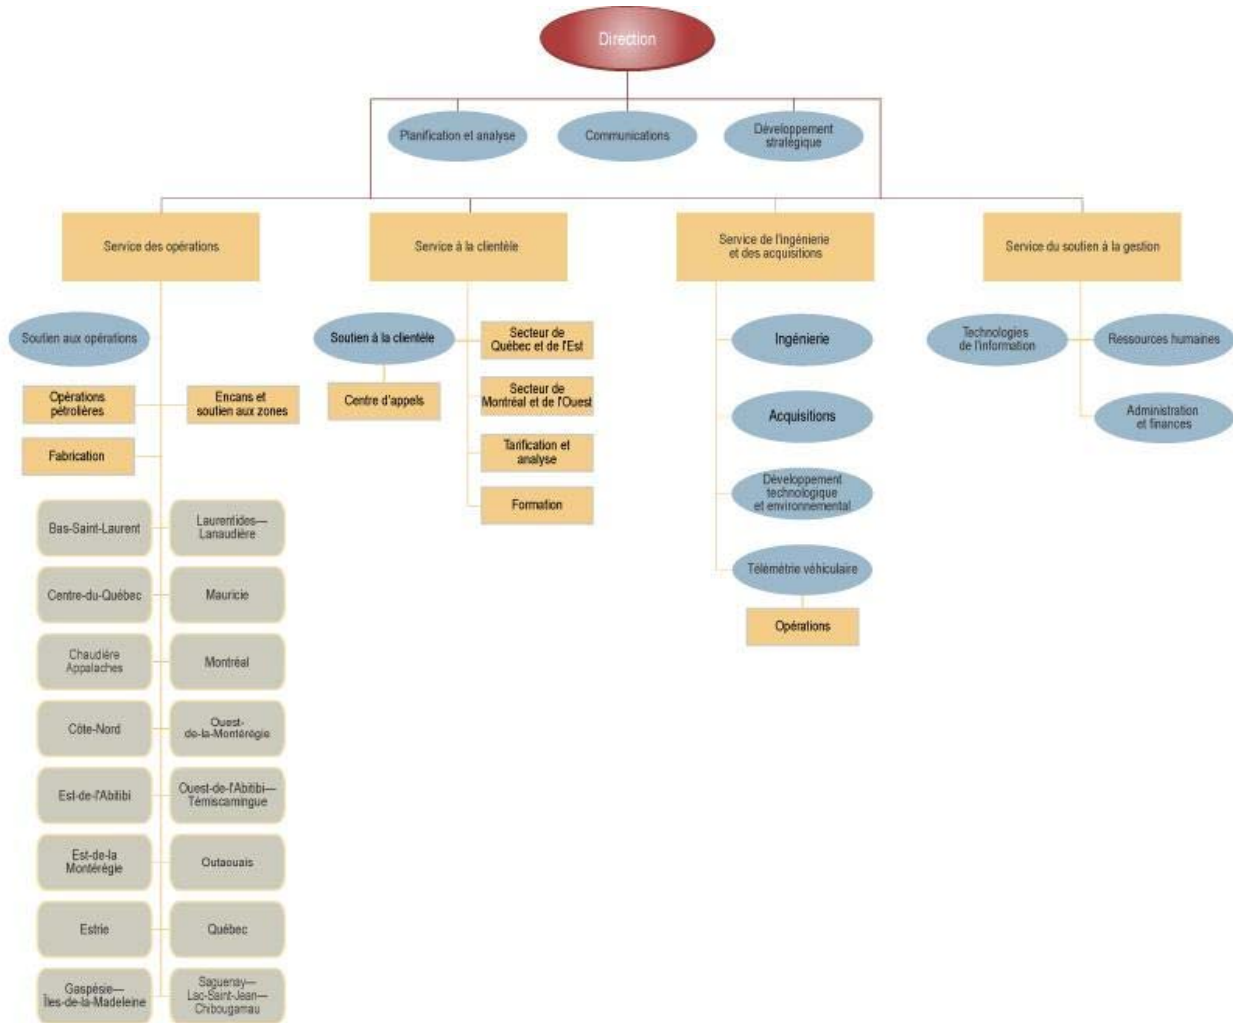 Direction
Planification et analyse
Communications
Développement
stratégique
Service des opérations
Service à la clientèle
Service de l'ingénierie
et des acquisitions
Service du soutien à la gestion
Soutien aux opérations
Opérations
pétrolières
Encans et
soutien aux zones
Fabrication
Bas-Saint-Laurent
Laurentides—
Lanaudière
Centre-du-Québec
Mauricie
Chaudière
Appalaches
Montréal
Côte-Nord
Ouest-
de-la-Montérégie
Est-de-l'Abitibi
Ouest-de-l'Abitibi—
Témiscamingue
Est-de-la
Montérégie
Outaouais
Estrie
Québec
Gaspésie—
Îles-de-la-Madeleine
Saguenay—
Lac-Saint-Jean—
Chibougamau
Soutien à la clientèle
Centre d'appels
Secteur de
Québec et de l'Est
Secteur de
Montréal et de l'Ouest
Tarification et
analyse
Formation
Ingénierie
Acquisitions
Développement
technologique
et environnemental
Télémétrie véhiculaire
Opérations
Technologies
de l'information
Ressources humaines
Administration
et finances